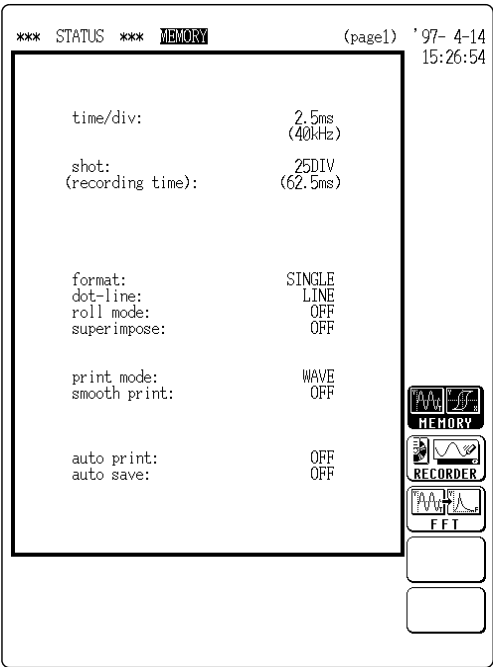 *** STATUS *** MEMORY (page1) '97- 4-14
15:26:54
time/div: 2.5ms
(40kHz)
shot: 25DIV
(recording time): (62.5ms)
format: SINGLE
dot-line: LINE
roll mode: OFF
superimpose: OFF
print mode: WAVE
smooth print: OFF
auto print: OFF
auto save: OFF
MEMORY
RECORDER
FFT